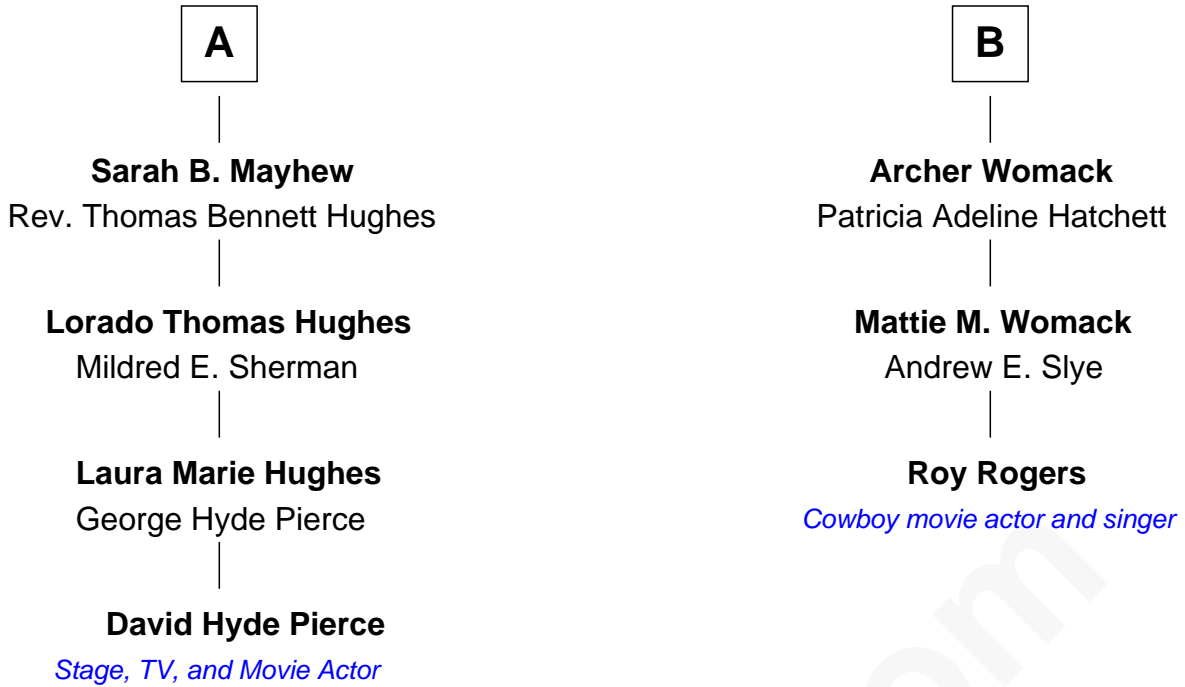 A
Sarah B. Mayhew
Rev. Thomas Bennett Hughes
Lorado Thomas Hughes
Mildred E. Sherman
Laura Marie Hughes
George Hyde Pierce
David Hyde Pierce
Stage, TV, and Movie Actor
B
Archer Womack
Patricia Adeline Hatchett
Mattie M. Womack
Andrew E. Slye
Roy Rogers
Cowboy movie actor and singer
om